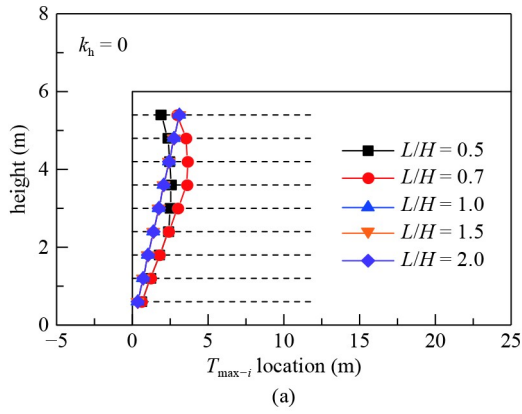 8
k_h = 0
6
4
2
0
height (m)
L/H = 0.5
L/H = 0.7
L/H = 1.0
L/H = 1.5
L/H = 2.0
−5 0 5 10 15 20 25
T_max−i location (m)
(a)